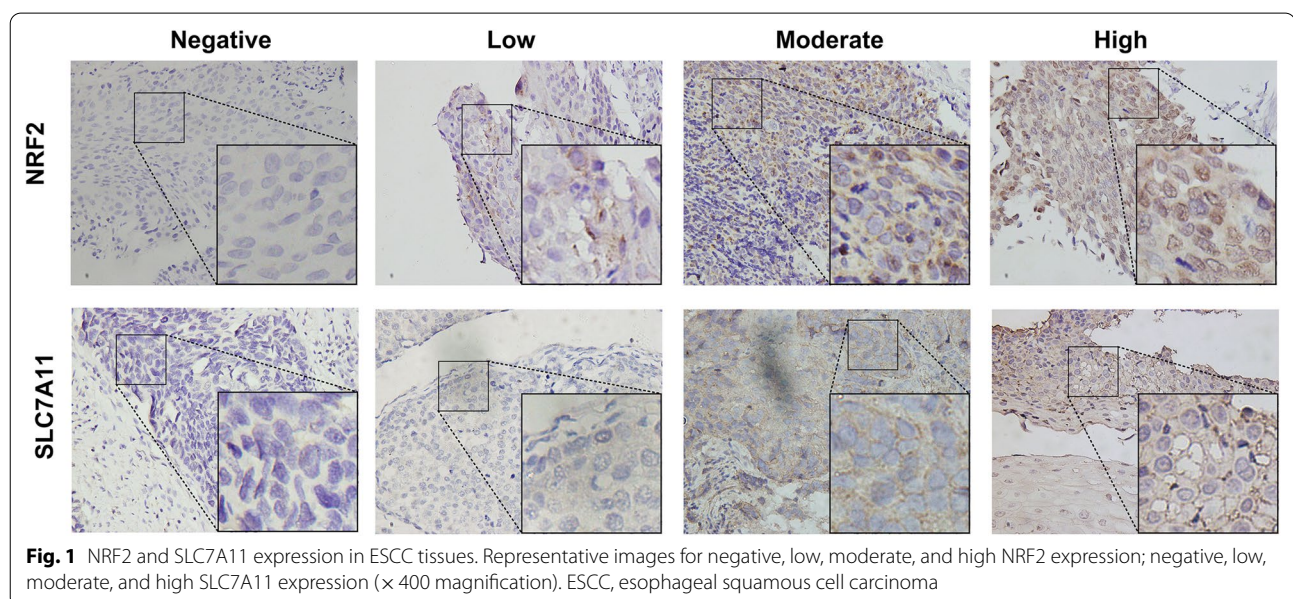 Negative Low Moderate High
NRF2
SLC7A11
Fig. 1 NRF2 and SLC7A11 expression in ESCC tissues. Representative images for negative, low, moderate, and high NRF2 expression; negative, low,
moderate, and high SLC7A11 expression (× 400 magnification). ESCC, esophageal squamous cell carcinoma